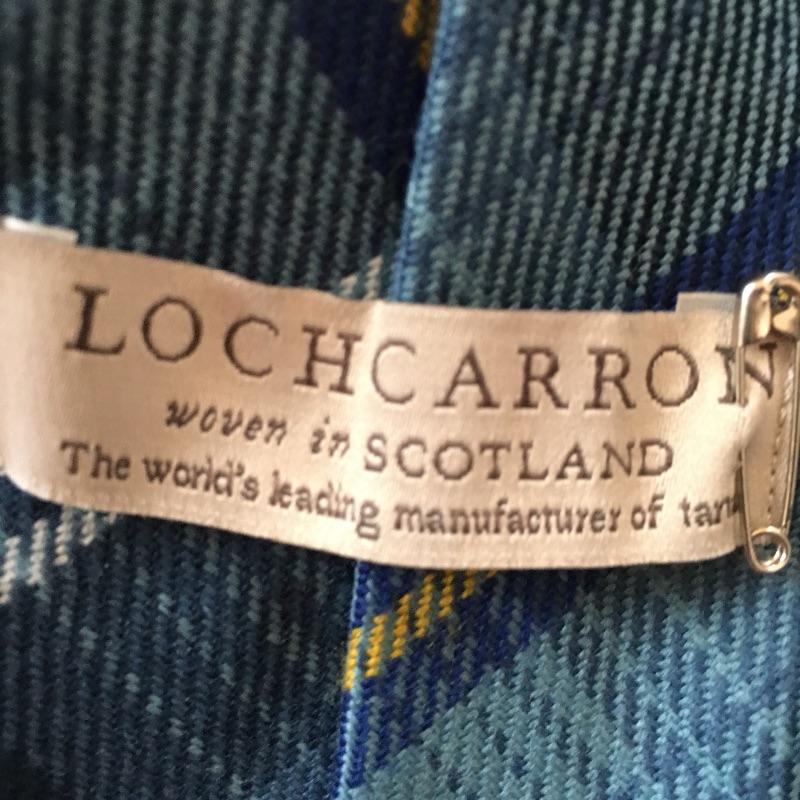 LOCHCARRON
woven in SCOTLAND
The world's leading manufacturer of